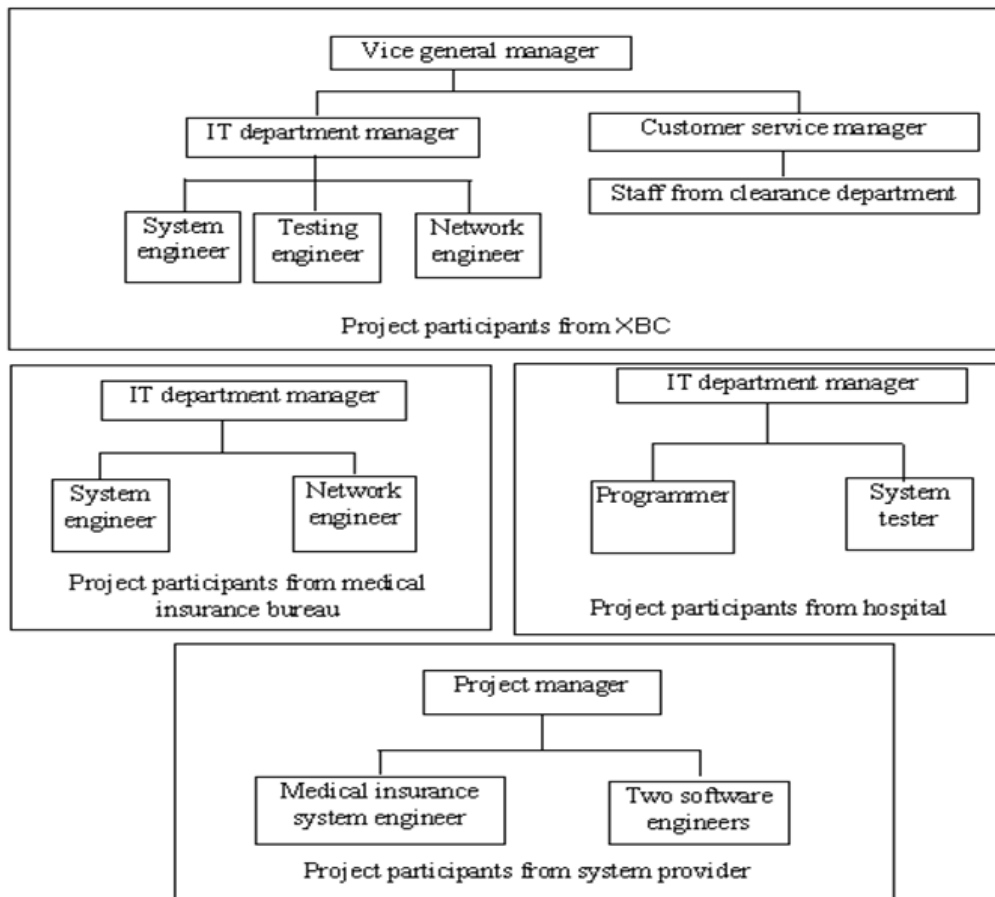 Vice general manager
IT department manager
Customer service manager
Staff from clearance department
System
engineer
Testing
engineer
Network
engineer
Project participants from XBC
IT department manager
System
engineer
Network
engineer
Project participants from medical
insurance bureau
IT department manager
Programmer
System
tester
Project participants from hospital
Project manager
Medical insurance
system engineer
Two software
engineers
Project participants from system provider